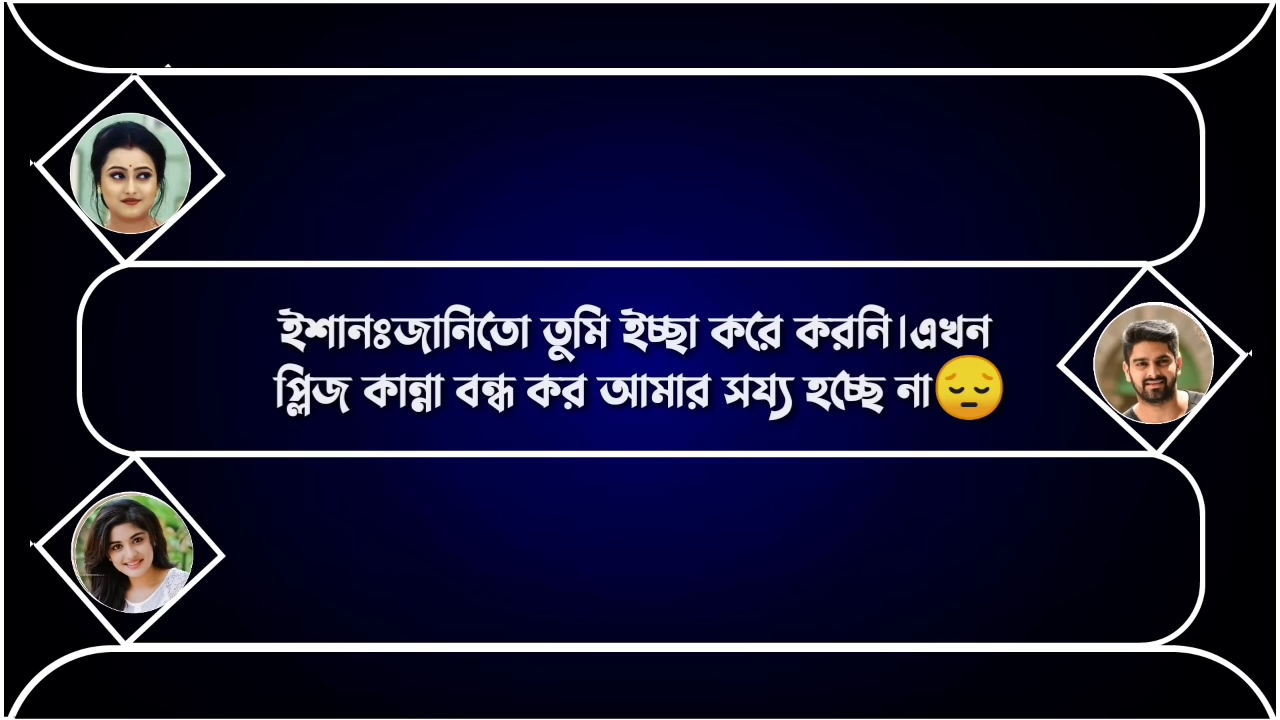 ইশানঃজানিতো তুমি ইচ্ছা করে করনি।এখন
প্লিজ কান্না বন্ধ কর আমার সয্য হচ্ছে না😔